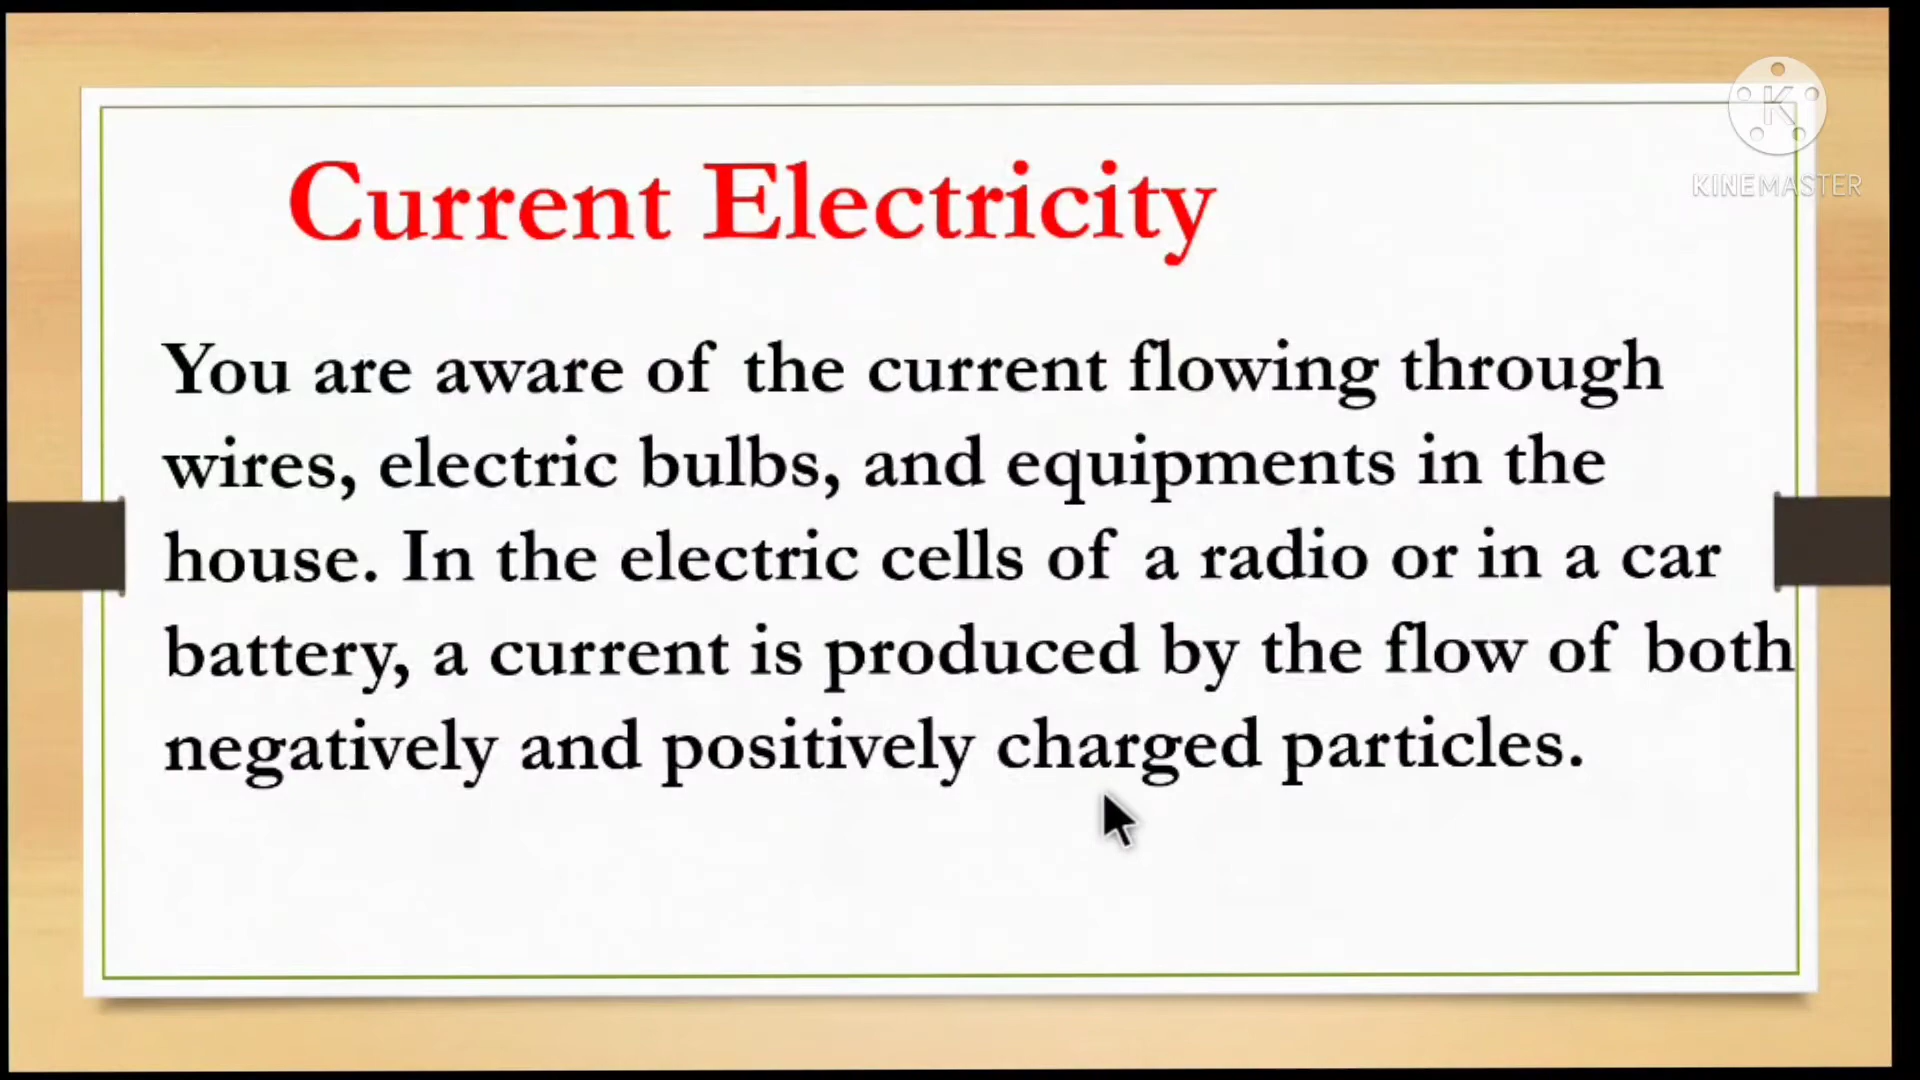 Current Electricity
K
KINEMASTER
You are aware of the current flowing through
wires, electric bulbs, and equipments in the
house. In the electric cells of a radio or in a car
battery, a current is produced by the flow of both
negatively and positively charged particles.